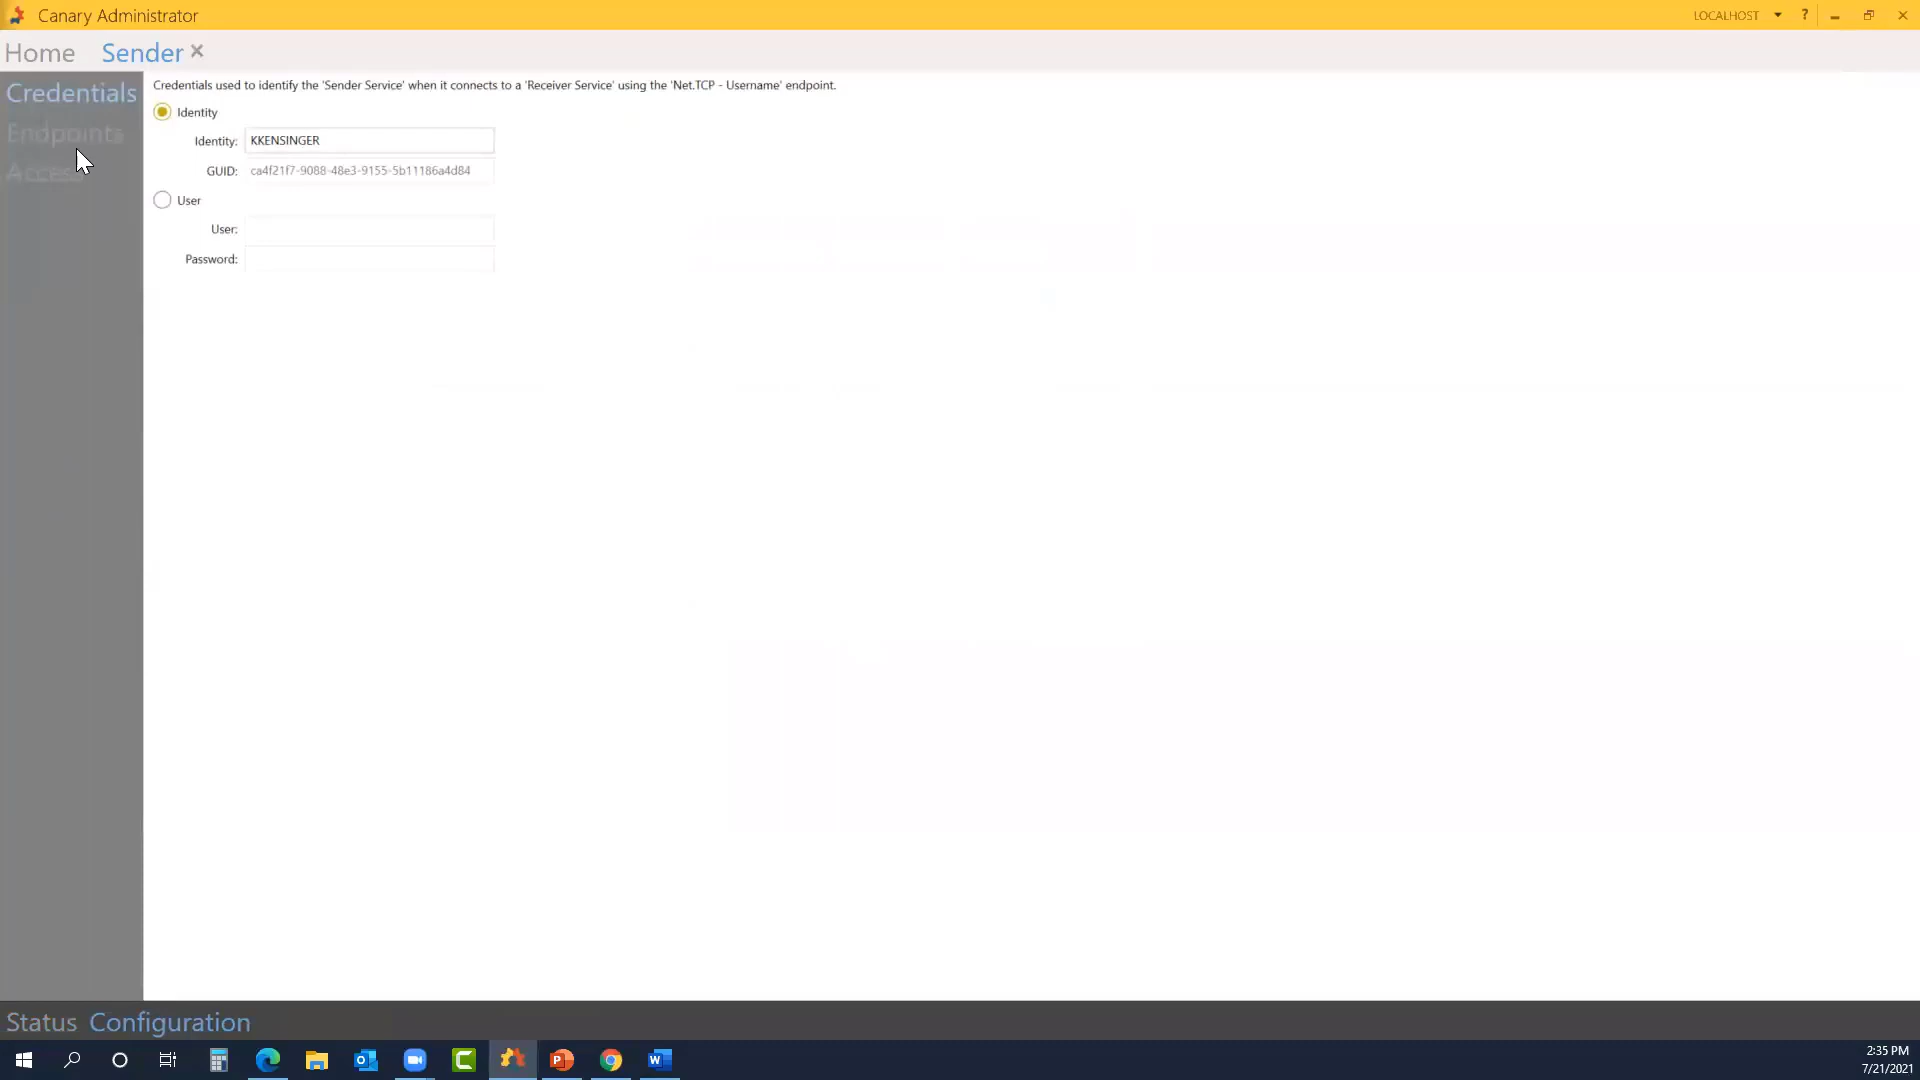 Canary Administrator
LOCALHOST ?
Home Sender
Credentials
Endpoints
Access
Credentials used to identify the 'Sender Service' when it connects to a 'Receiver Service' using the 'Net.TCP - Username' endpoint.
Identity
Identity: KKENSINGER
GUID: ca4f21f7-9088-48e3-9155-5b11186a4d84
User
User:
Password:
Status Configuration
2:35 PM
7/21/2021